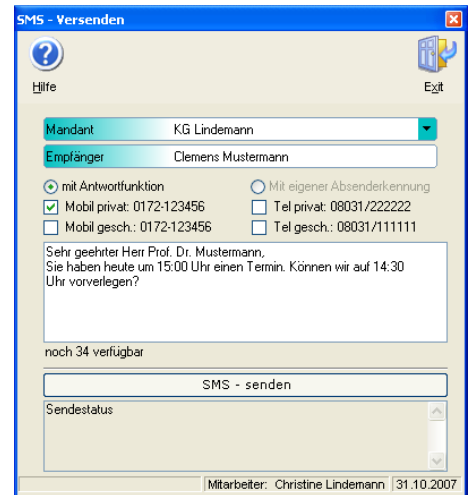 SMS - Versenden
Hilfe
Exit
Mandant KG Lindemann
Empfänger Clemens Mustermann
mit Antwortfunktion Mit eigener Absenderkennung
Mobil privat: 0172-123456 Tel privat: 08031/222222
Mobil gesch.: 0172-123456 Tel gesch.: 08031/111111
Sehr geehrter Herr Prof. Dr. Mustermann,
Sie haben heute um 15:00 Uhr einen Termin. Können wir auf 14:30
Uhr vorverlegen?
noch 34 verfügbar
SMS - senden
Sendestatus
Mitarbeiter: Christine Lindemann 31.10.2007